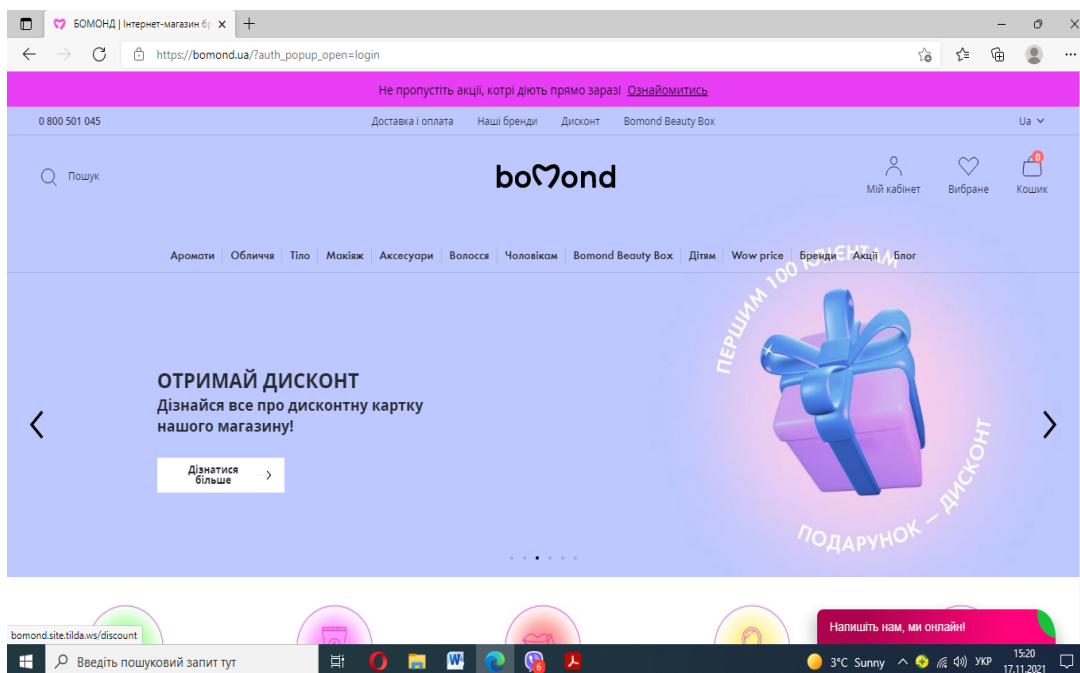 БОМОНД | Інтернет-магазин бр
https://bomond.ua/?auth_popup_open=login
Не пропустіть акції, котрі діють прямо зараз! Ознайомитись
0 800 501 045 Доставка і оплата Наші бренди Дисконт Bomond Beauty Box Ua
Пошук bomond Мій кабінет Вибране 0 Кошик
Аромати Обличчя Тіло Макіяж Аксесуари Волосся Чоловікам Bomond Beauty Box Дітям Wow price Бренди Акції Блог
ПЕРШИМ 100 КЛІЄНТАМ
ОТРИМАЙ ДИСКОНТ
Дізнайся все про дисконтну картку
нашого магазину!
Дізнатися
більше
ПОДАРУНОК – ДИСКОНТ
Напишіть нам, ми онлайн!
bomond.site.tilda.ws/discount
Введіть пошуковий запит тут
6
3°C Sunny УКР 15:20
17.11.2021